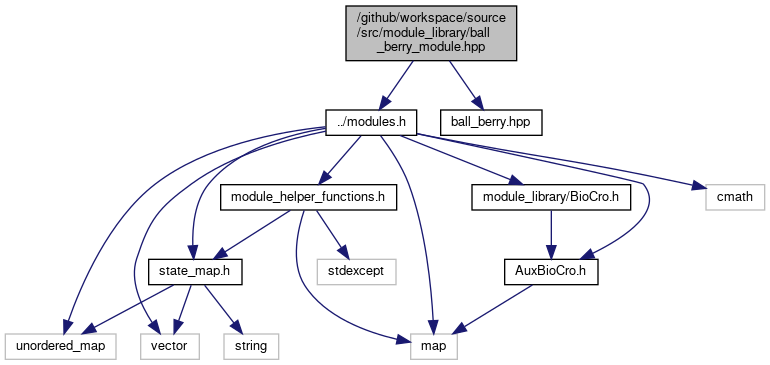 /github/workspace/source
/src/module_library/ball
_berry_module.hpp
../modules.h
ball_berry.hpp
module_helper_functions.h
module_library/BioCro.h
cmath
state_map.h
stdexcept
AuxBioCro.h
unordered_map
vector
string
map